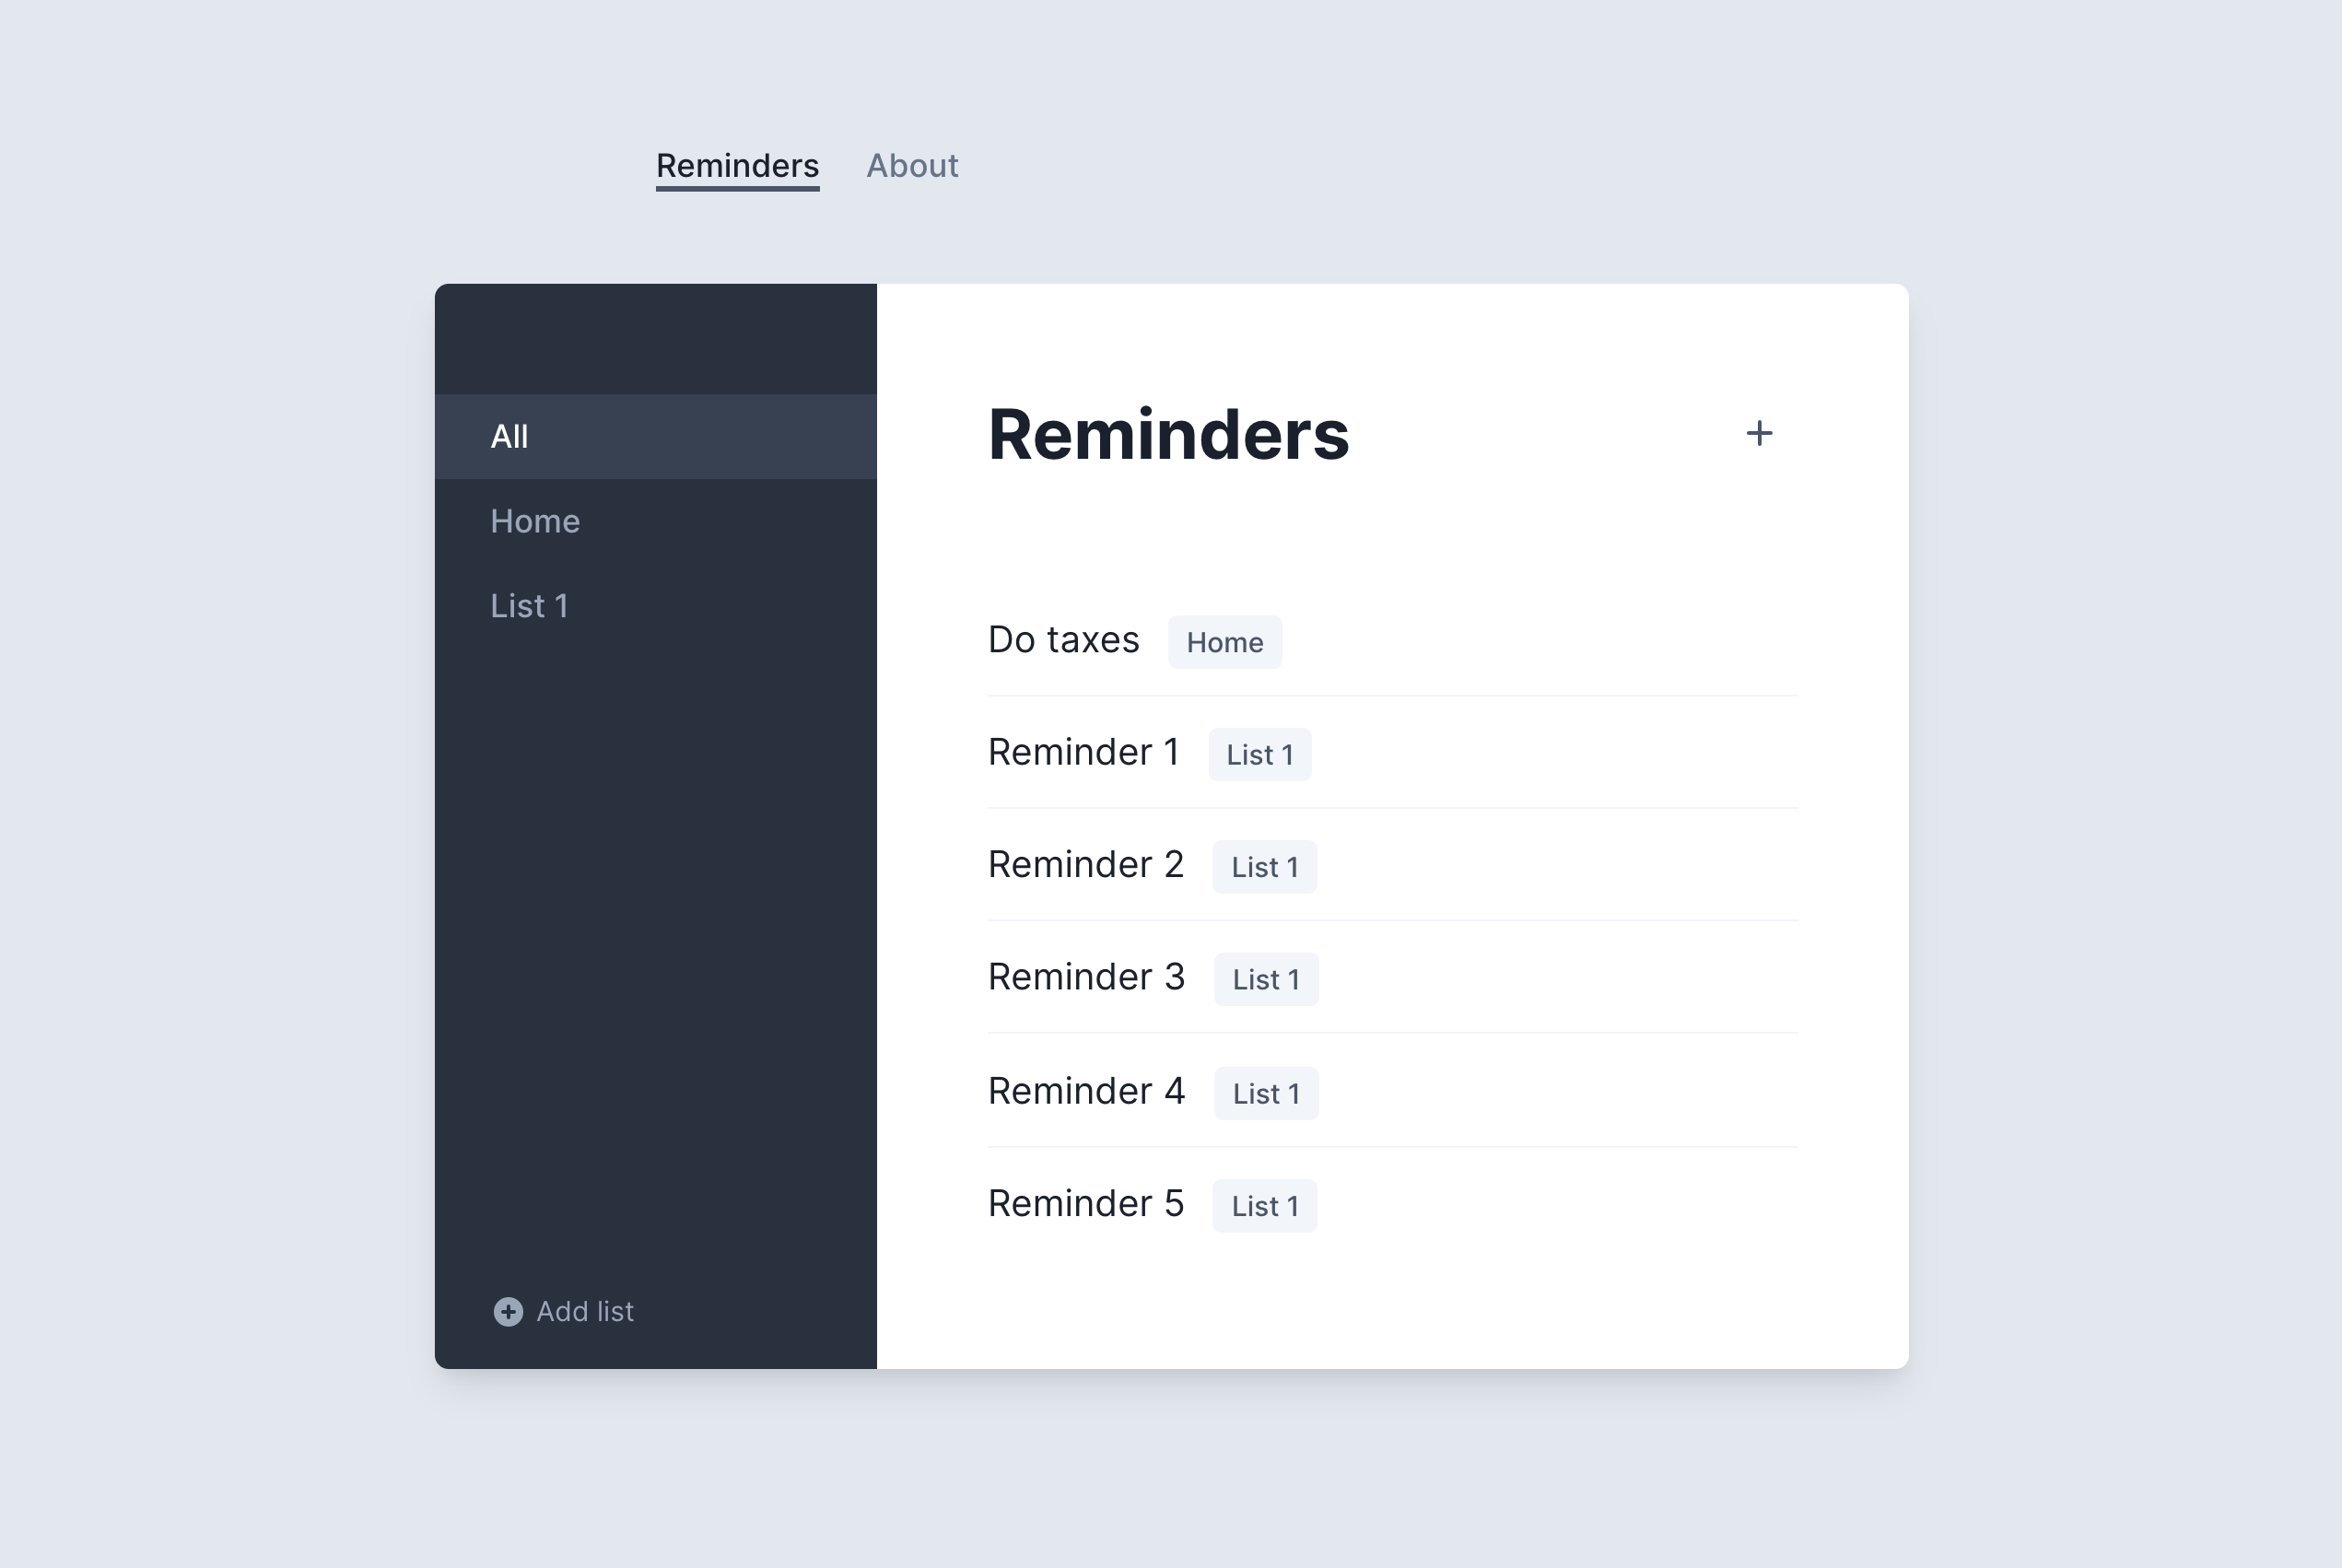 Reminders About
All
Home
List 1
Add list
Reminders
Do taxes Home
Reminder 1 List 1
Reminder 2 List 1
Reminder 3 List 1
Reminder 4 List 1
Reminder 5 List 1